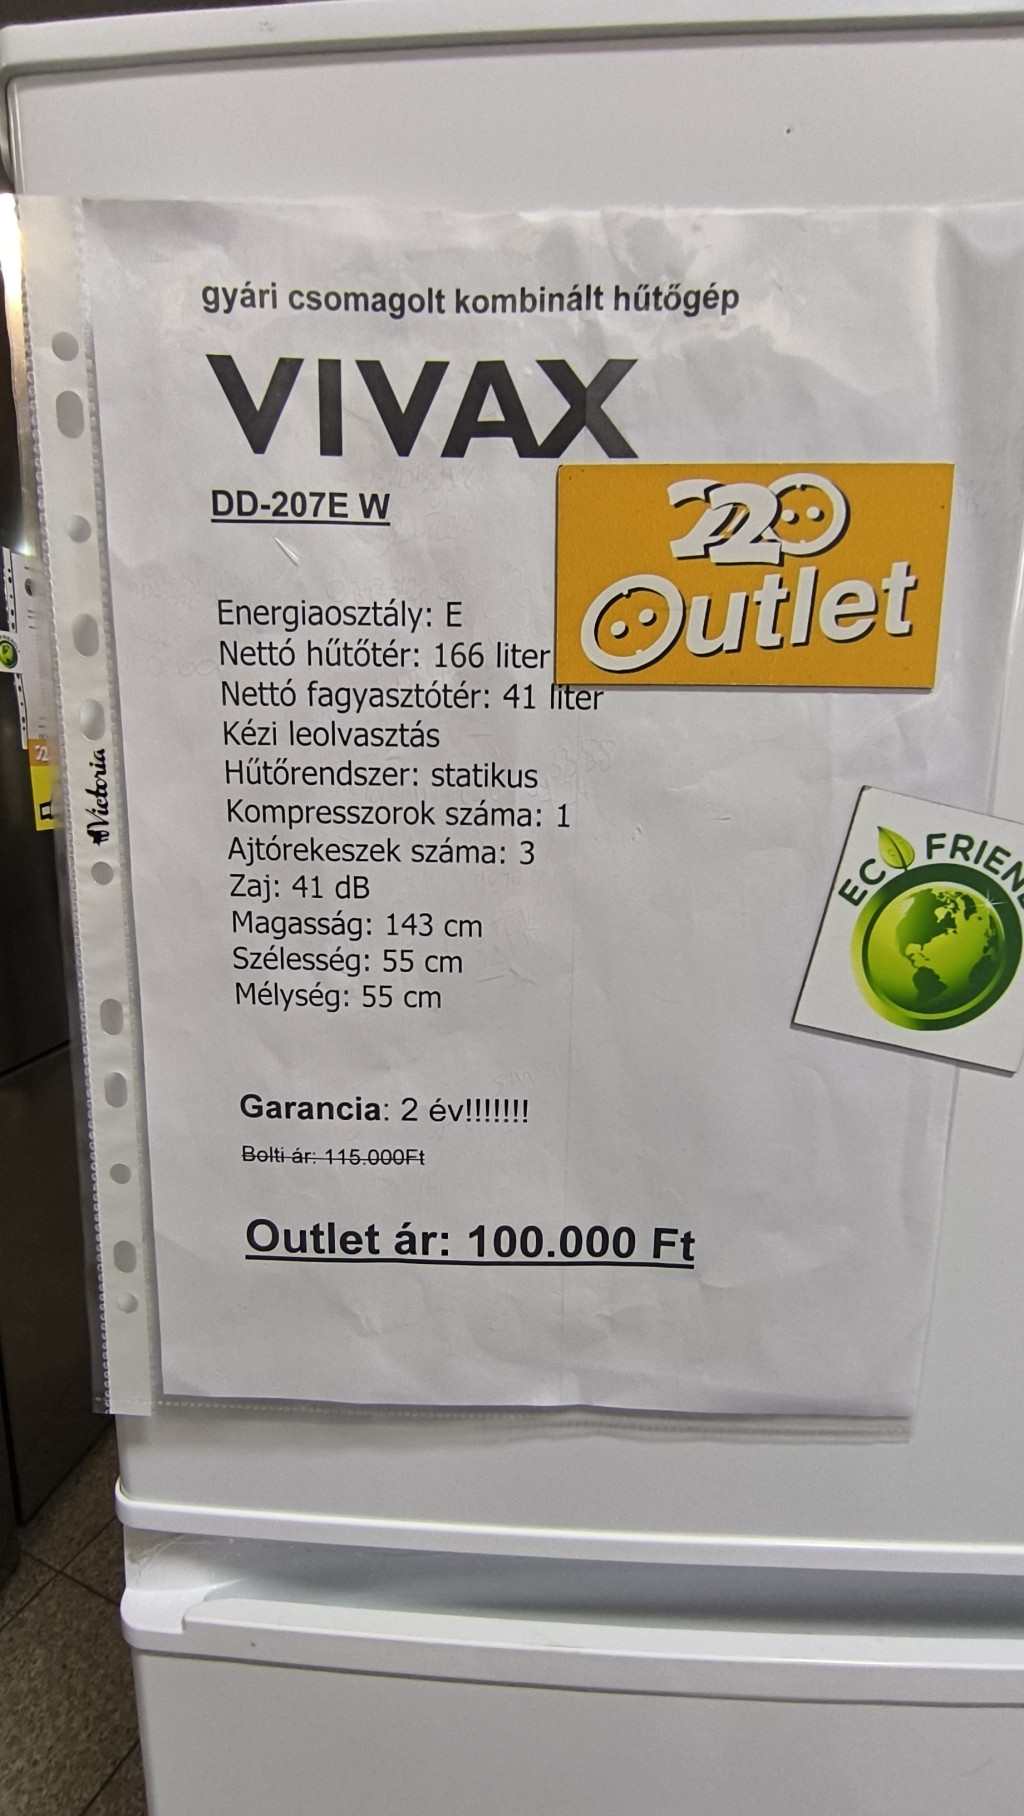 gyári csomagolt kombinált hűtőgép
VIVAX
DD-207E W
220
Outlet
Energiaosztály: E
Nettó hűtőtér: 166 liter
Nettó fagyasztótér: 41 liter
Kézi leolvasztás
Hűtőrendszer: statikus
Kompresszorok száma: 1
Ajtórekeszek száma: 3
Zaj: 41 dB
Magasság: 143 cm
Szélesség: 55 cm
Mélység: 55 cm
Garancia: 2 év!!!!!!!
Bolti ár: 115.000Ft
Outlet ár: 100.000 Ft
Victoria
ECO